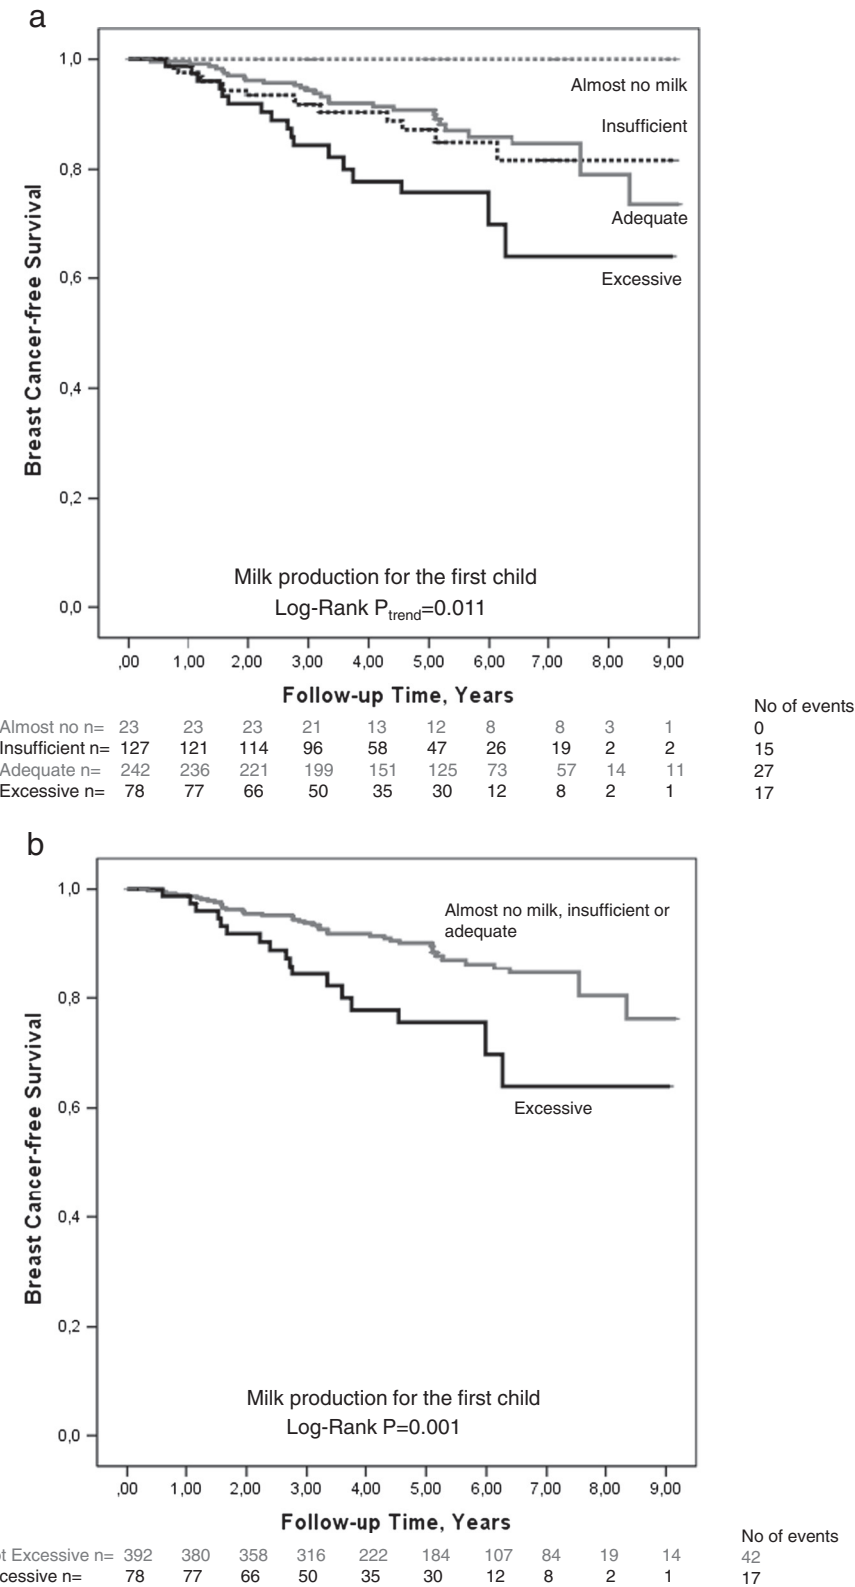 a
1,0
0,8
0,6
0,4
0,2
0,0
Breast Cancer-free Survival
Almost no milk
Insufficient
Adequate
Excessive
Milk production for the first child
Log-Rank Ptrend=0.011
,00 1,00 2,00 3,00 4,00 5,00 6,00 7,00 8,00 9,00
Follow-up Time, Years
No of events
Almost no n= 23 23 23 21 13 12 8 8 3 1 0
Insufficient n= 127 121 114 96 58 47 26 19 2 2 15
Adequate n= 242 236 221 199 151 125 73 57 14 11 27
Excessive n= 78 77 66 50 35 30 12 8 2 1 17
b
1,0
0,8
0,6
0,4
0,2
0,0
Breast Cancer-free Survival
Almost no milk, insufficient or
adequate
Excessive
Milk production for the first child
Log-Rank P=0.001
,00 1,00 2,00 3,00 4,00 5,00 6,00 7,00 8,00 9,00
Follow-up Time, Years
No of events
t Excessive n= 392 380 358 316 222 184 107 84 19 14 42
cessive n= 78 77 66 50 35 30 12 8 2 1 17